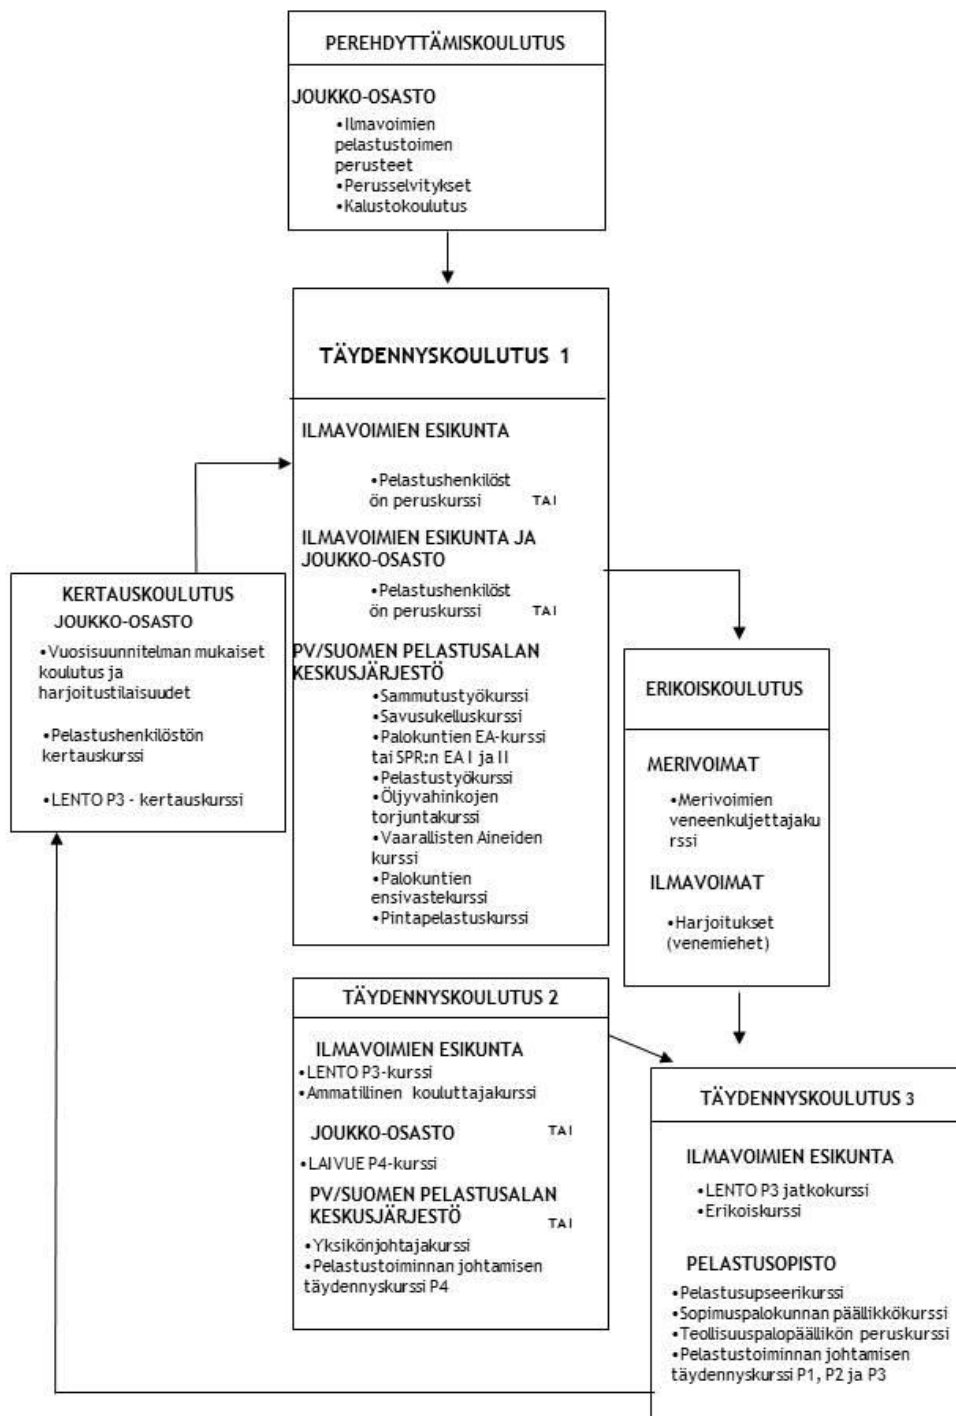 PEREHDYTTÄMISKOULUTUS
JOUKKO-OSASTO
•Ilmavoimien
pelastustoimen
perusteet
•Perusselvitykset
•Kalustokoulutus
TÄYDENNYSKOULUTUS 1
ILMAVOIMIEN ESIKUNTA
•Pelastushenkilöst
ön peruskurssi TAI
ILMAVOIMIEN ESIKUNTA JA
JOUKKO-OSASTO
•Pelastushenkilöst
ön peruskurssi TAI
PV/SUOMEN PELASTUSALAN
KESKUSJÄRJESTÖ
•Sammutustyökurssi
•Savusukelluskurssi
•Palokuntien EA-kurssi
tai SPR:n EA I ja II
•Pelastustyökurssi
•Öljyvahinkojen
torjuntakurssi
•Vaarallisten Aineiden
kurssi
•Palokuntien
ensivastekurssi
•Pintapelastuskurssi
KERTAUSKOULUTUS
JOUKKO-OSASTO
•Vuosisuunnitelman mukaiset
koulutus ja
harjoitustilaisuudet
•Pelastushenkilöstön
kertauskurssi
•LENTO P3 - kertauskurssi
ERIKOISKOULUTUS
MERIVOIMAT
•Merivoimien
veneenkuljettajaku
rssi
ILMAVOIMAT
•Harjoitukset
(venemiehet)
TÄYDENNYSKOULUTUS 2
ILMAVOIMIEN ESIKUNTA
•LENTO P3-kurssi
•Ammatillinen kouluttajakurssi
JOUKKO-OSASTO TAI
•LAIVUE P4-kurssi
PV/SUOMEN PELASTUSALAN
KESKUSJÄRJESTÖ TAI
•Yksikönjohtajakurssi
•Pelastustoiminnan johtamisen
täydennyskurssi P4
TÄYDENNYSKOULUTUS 3
ILMAVOIMIEN ESIKUNTA
•LENTO P3 jatkokurssi
•Erikoiskurssi
PELASTUSOPISTO
•Pelastusupseerikurssi
•Sopimuspalokunnan päällikkökurssi
•Teollisuuspalopäällikön peruskurssi
•Pelastustoiminnan johtamisen
täydennyskurssi P1, P2 ja P3